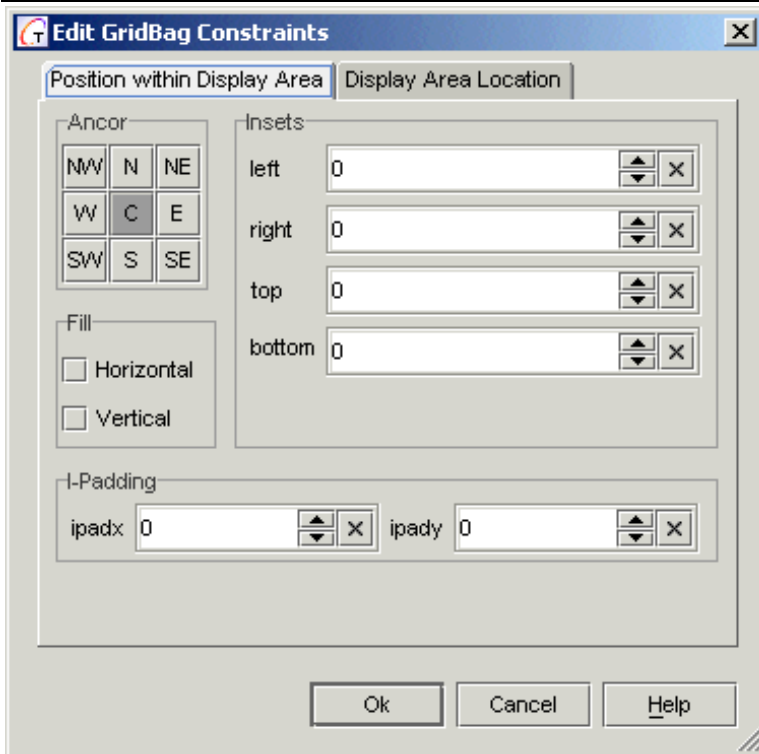 Edit GridBag Constraints
Position within Display Area Display Area Location
Ancor
NW N NE
W C E
SW S SE
Fill
Horizontal
Vertical
Insets
left 0
right 0
top 0
bottom 0
I-Padding
ipadx 0 ipady 0
Ok Cancel Help